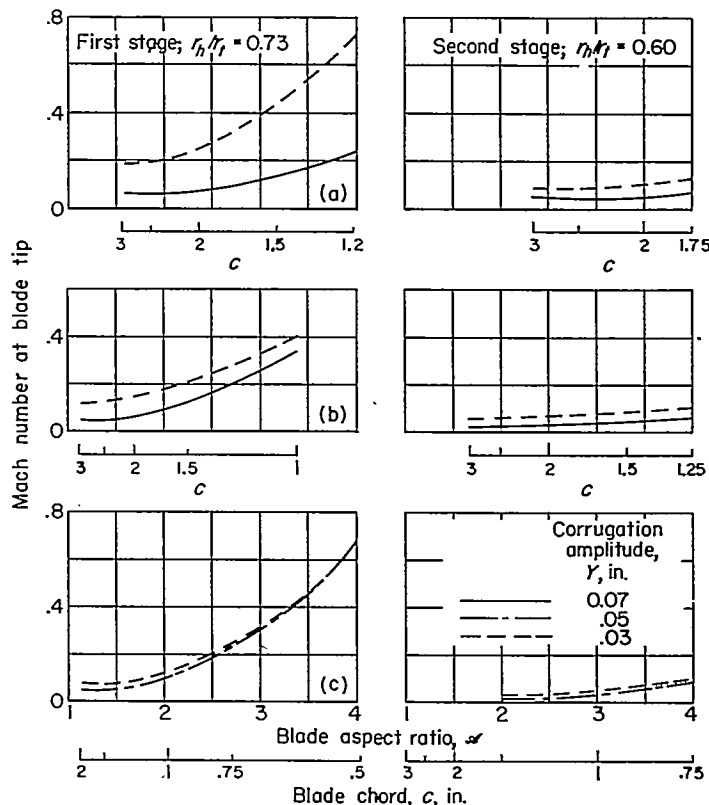 .8
First stage; r_h/r_t = 0.73
Second stage; r_h/r_t = 0.60
.4
0
(a)
3 2 1.5 1.2
c
3 2 1.75
c
Mach number at blade tip
.4
0
(b)
3 2 1.5 1
c
3 2 1.5 1.25
c
.8
.4
0
(c)
Corrugation
amplitude,
Y, in.
0.07
.05
.03
1 2 3 4
1 2 3 4
Blade aspect ratio, A
2 .1 .75 .5
3 2 1 .75
Blade chord, c, in.